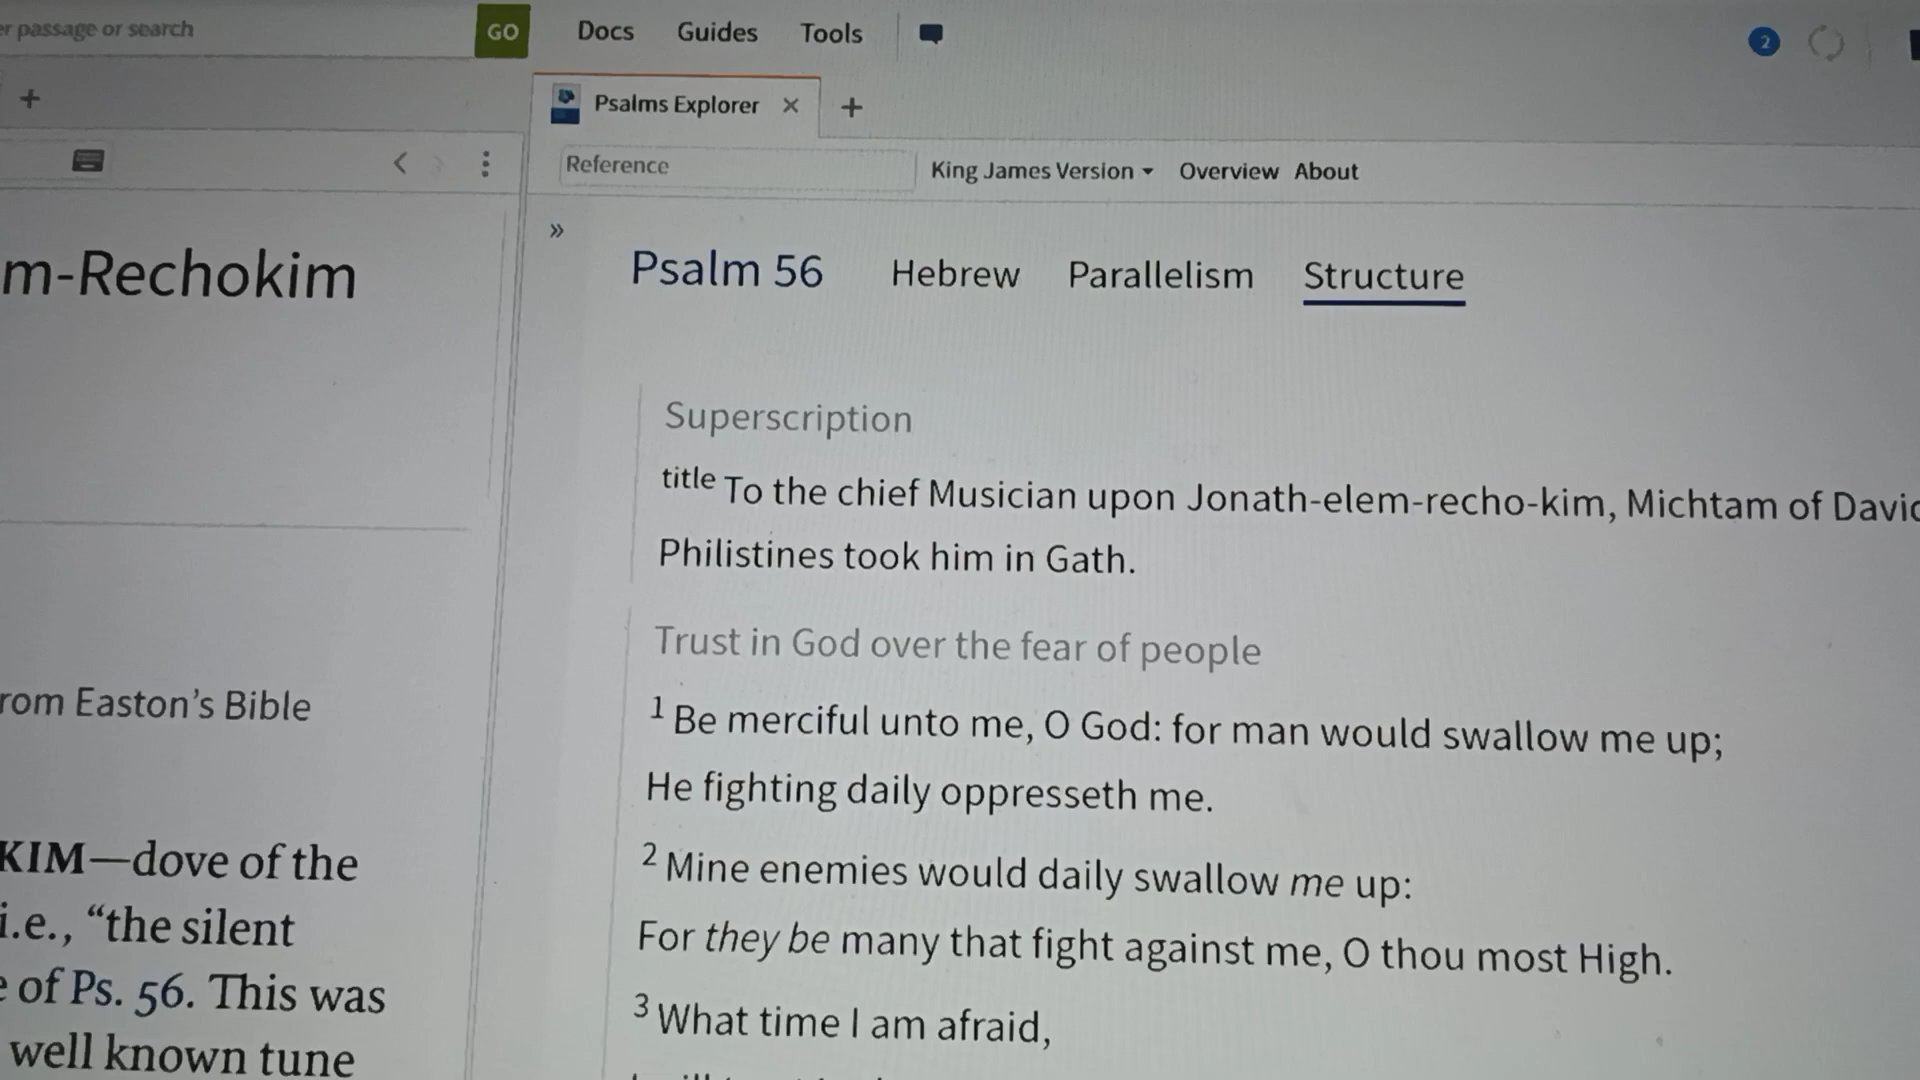 passage or search GO Docs Guides Tools 2
Psalms Explorer
Reference King James Version Overview About
m-Rechokim
Psalm 56 Hebrew Parallelism Structure
Superscription
title To the chief Musician upon Jonath-elem-recho-kim, Michtam of
Philistines took him in Gath.
Trust in God over the fear of people
rom Easton's Bible
1 Be merciful unto me, O God: for man would swallow me up;
He fighting daily oppresseth me.
KIM—dove of the
2 Mine enemies would daily swallow me up:
i.e., “the silent
For they be many that fight against me, O thou most High.
of Ps. 56. This was
3 What time I am afraid,
well known tune